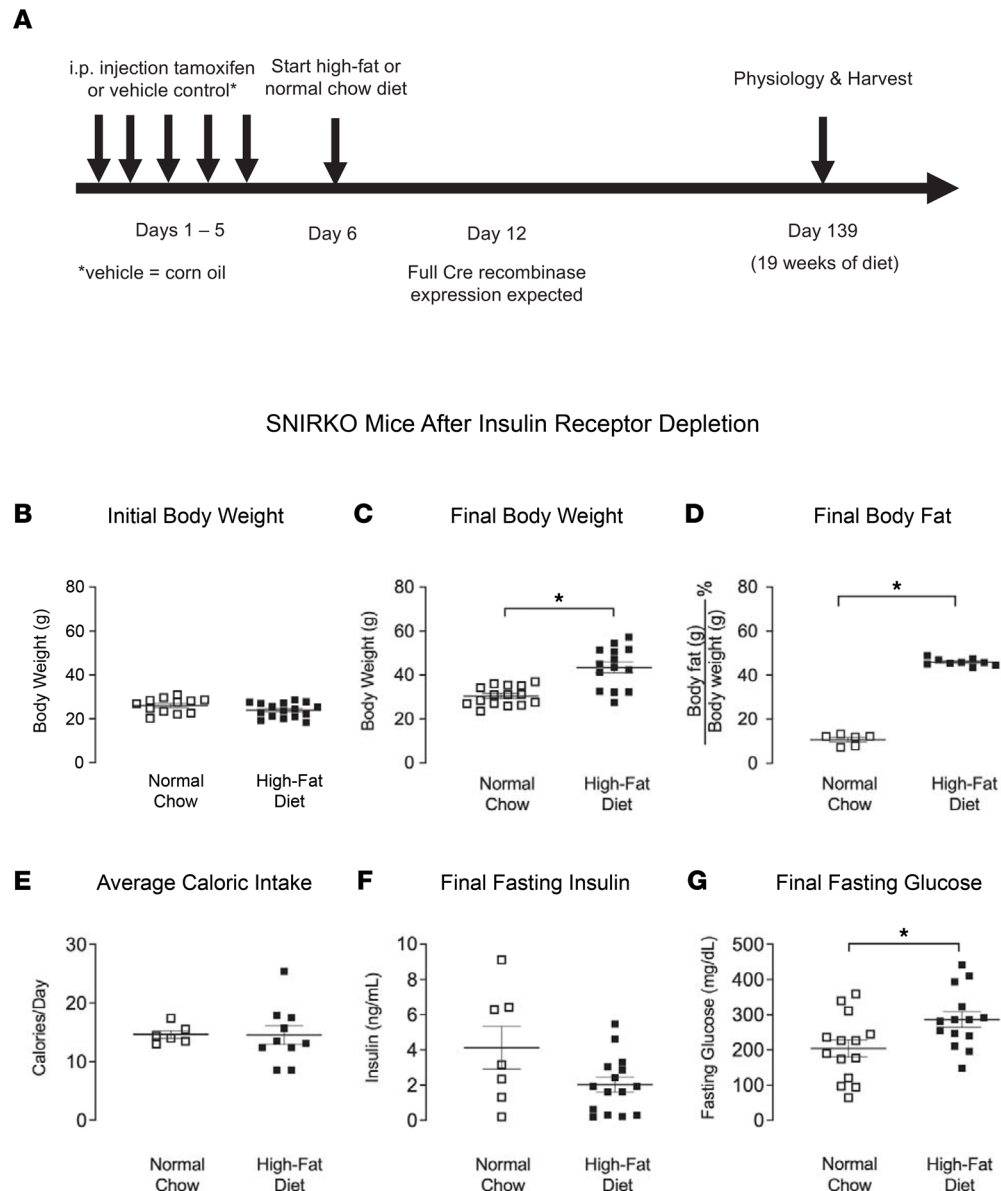 A
i.p. injection tamoxifen
or vehicle control*
Start high-fat or
normal chow diet
Physiology & Harvest
Days 1 – 5
Day 6
Day 12
Day 139
*vehicle = corn oil
Full Cre recombinase
expression expected
(19 weeks of diet)
SNIRKO Mice After Insulin Receptor Depletion
B
Initial Body Weight
Body Weight (g)
80
60
40
20
0
Normal
Chow
High-Fat
Diet
C
Final Body Weight
Body Weight (g)
80
60
40
20
0
*
Normal
Chow
High-Fat
Diet
D
Final Body Fat
Body fat (g)
Body weight (g)
%
80
60
40
20
0
*
Normal
Chow
High-Fat
Diet
E
Average Caloric Intake
Calories/Day
30
20
10
0
Normal
Chow
High-Fat
Diet
F
Final Fasting Insulin
Insulin (ng/mL)
10
8
6
4
2
0
Normal
Chow
High-Fat
Diet
G
Final Fasting Glucose
Fasting Glucose (mg/dL)
500
400
300
200
100
0
*
Normal
Chow
High-Fat
Diet